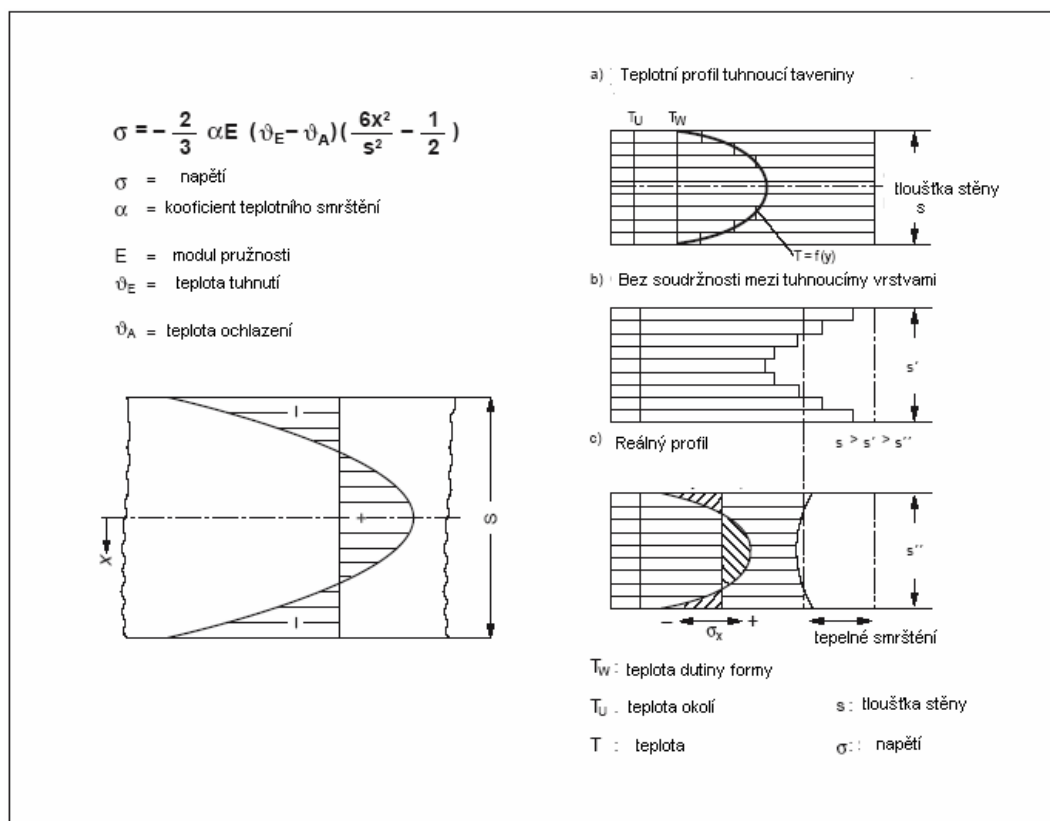 σ = - 2/3 αE (ϑE - ϑA)(6x²/s² - 1/2)
σ = napětí
α = kooficient teplotního smrštění
E = modul pružnosti
ϑE = teplota tuhnutí
ϑA = teplota ochlazení
-
+
-
x
S
a) Teplotní profil tuhnoucí taveniny
TU TW
tloušťka stěny
s
T = f(y)
b) Bez soudržnosti mezi tuhnoucímy vrstvami
s′
c) Reálný profil
s > s′ > s″
s″
- σx +
tepelné smrštění
TW : teplota dutiny formy
TU . teplota okolí
s : tloušťka stěny
T : teplota
σ: : napětí